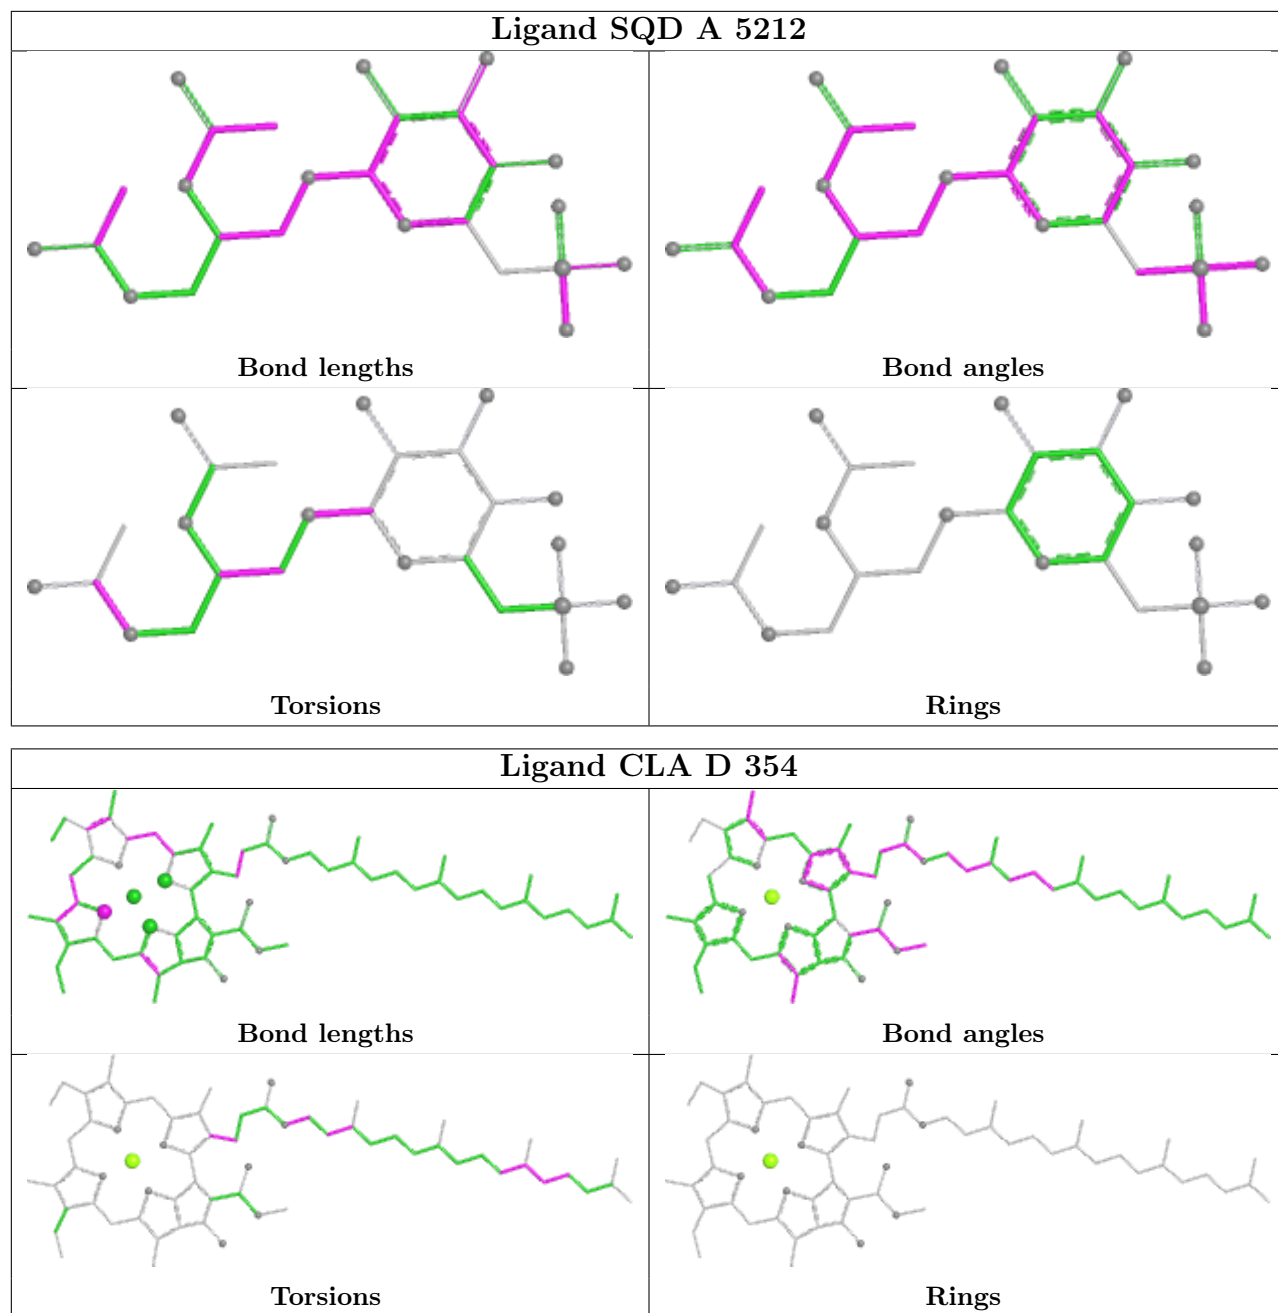 Ligand SQD A 5212
Bond lengths
Bond angles
Torsions
Rings
Ligand CLA D 354
Bond lengths
Bond angles
Torsions
Rings